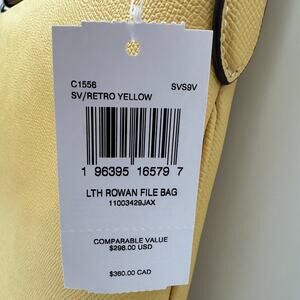 C1556 SVS9V
SV/RETRO YELLOW
1 96395 16579 7
LTH ROWAN FILE BAG
11003429JAX
COMPARABLE VALUE
$298.00 USD
$360.00 CAD